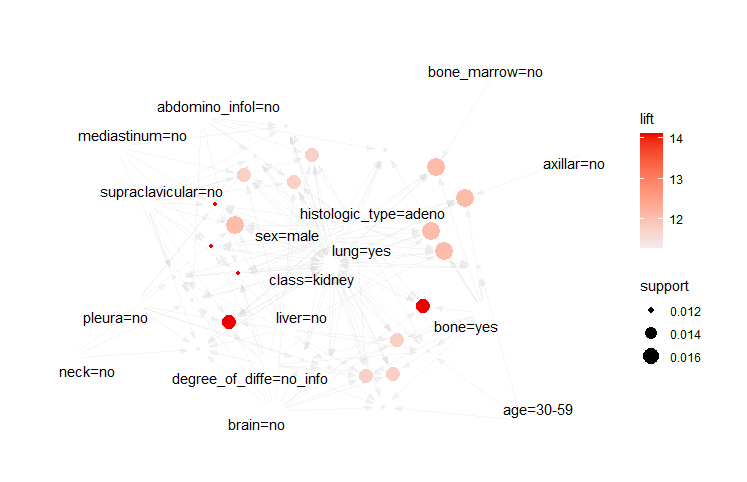 bone_marrow=no
abdomino_infol=no
mediastinum=no
axillar=no
supraclavicular=no
histologic_type=adeno
sex=male
lung=yes
class=kidney
pleura=no
liver=no
bone=yes
neck=no
degree_of_diffe=no_info
age=30-59
brain=no
lift
14
13
12
support
0.012
0.014
0.016